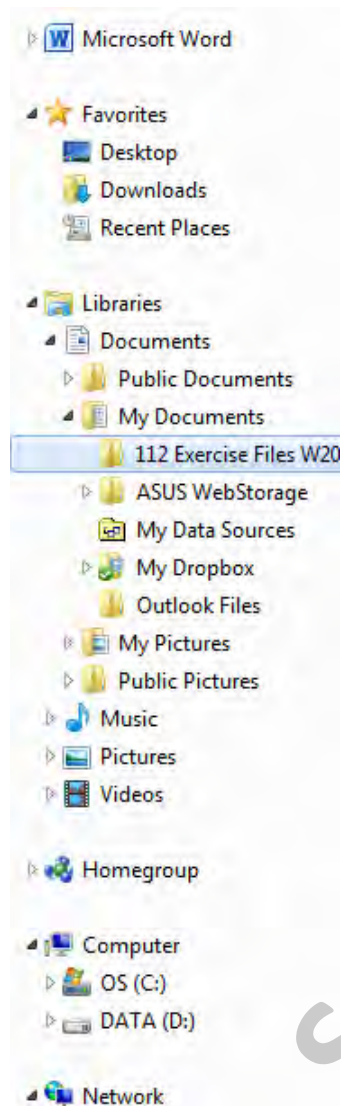 Microsoft Word
Favorites
Desktop
Downloads
Recent Places
Libraries
Documents
Public Documents
My Documents
112 Exercise Files W20
ASUS WebStorage
My Data Sources
My Dropbox
Outlook Files
My Pictures
Public Pictures
Music
Pictures
Videos
Homegroup
Computer
OS (C:)
DATA (D:)
Network